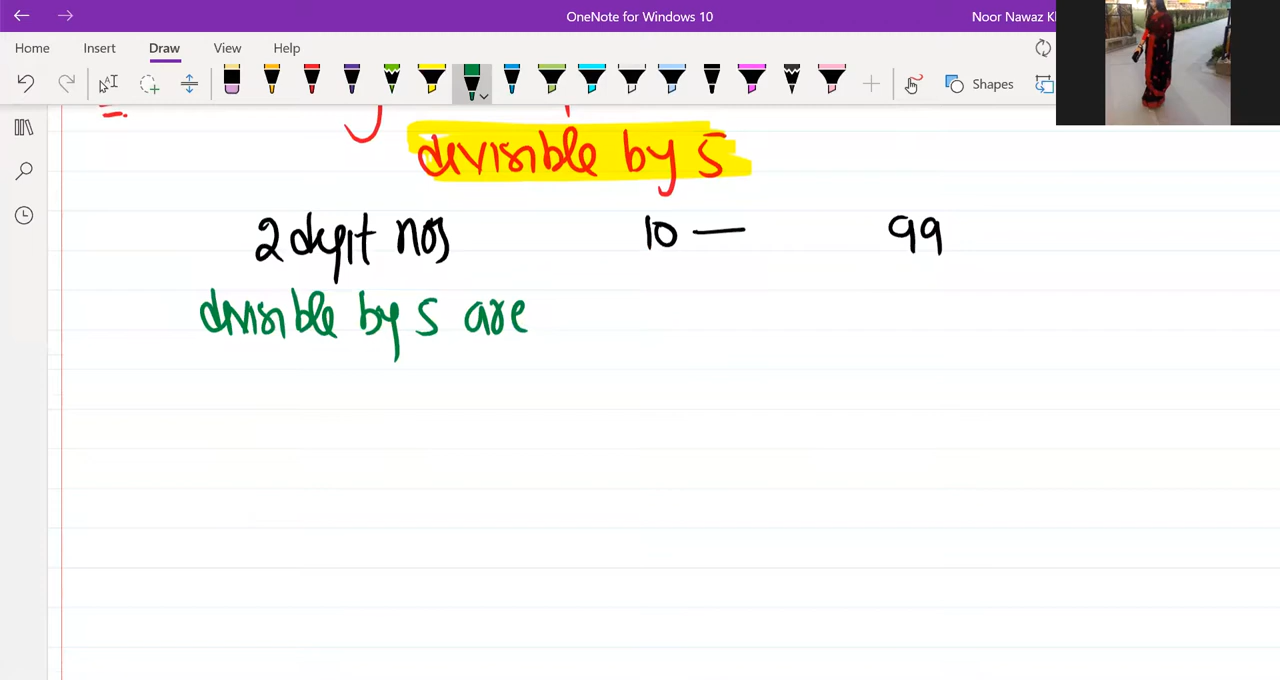 OneNote for Windows 10
Noor Nawaz Kh
Home Insert Draw View Help
Shapes
divisible by 5
2 digit nos 10 — 99
divisible by 5 are